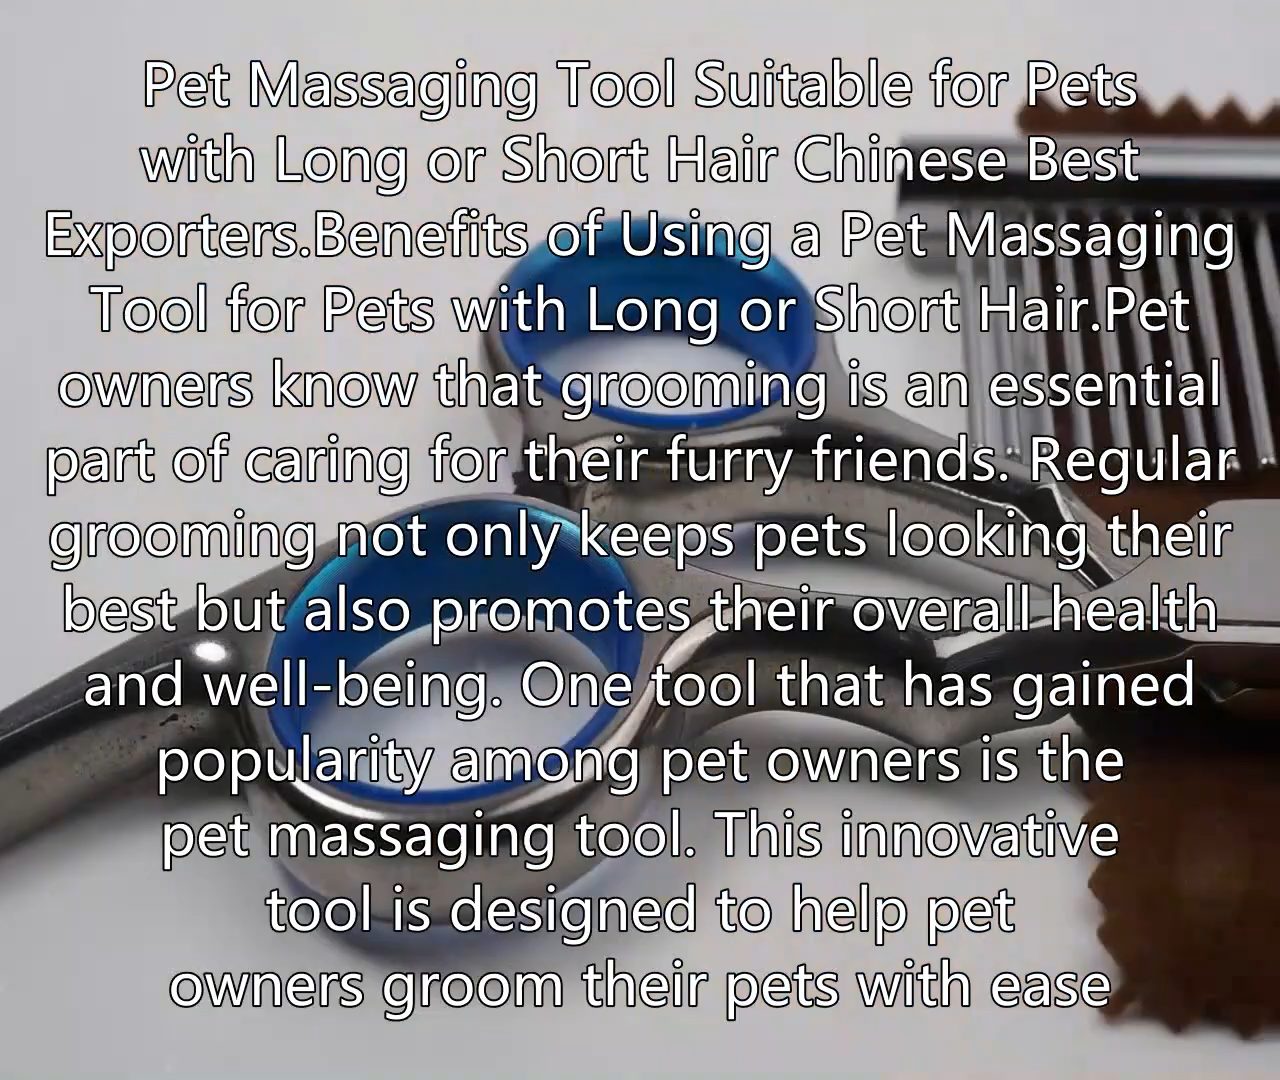 Pet Massaging Tool Suitable for Pets
with Long or Short Hair Chinese Best
Exporters.Benefits of Using a Pet Massaging
Tool for Pets with Long or Short Hair.Pet
owners know that grooming is an essential
part of caring for their furry friends. Regular
grooming not only keeps pets looking their
best but also promotes their overall health
and well-being. One tool that has gained
popularity among pet owners is the
pet massaging tool. This innovative
tool is designed to help pet
owners groom their pets with ease